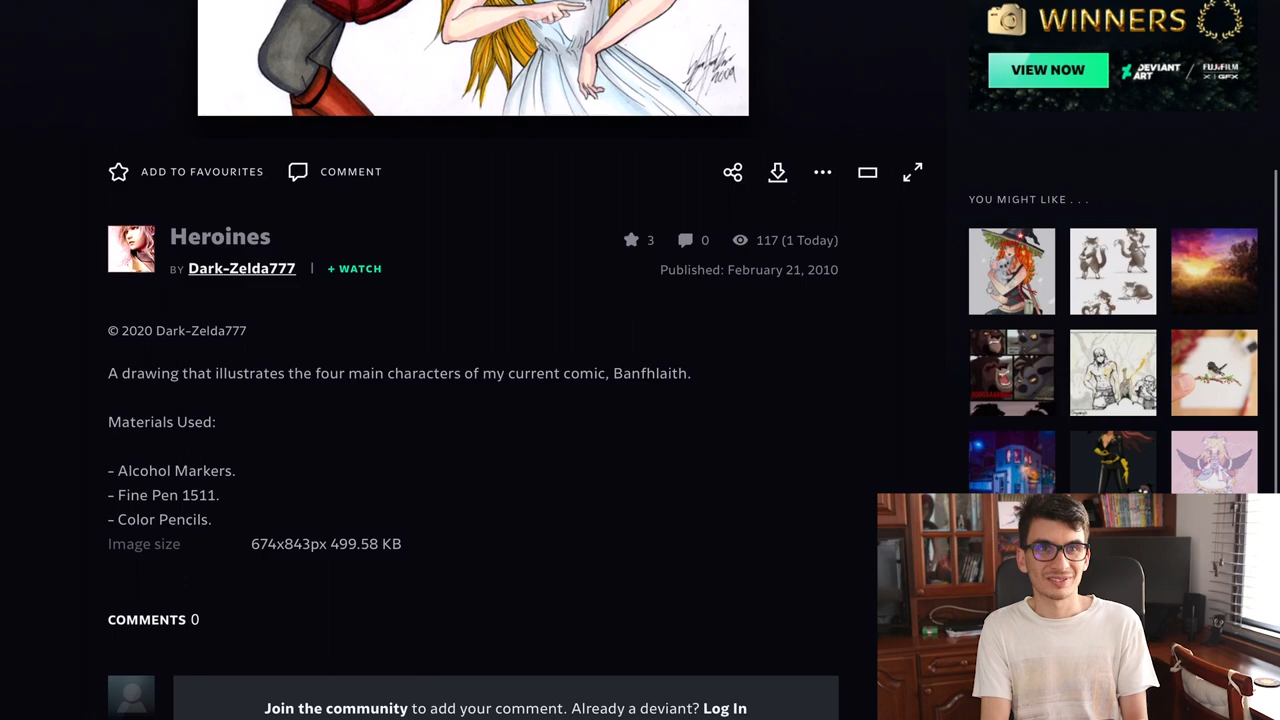 2009
WINNERS
VIEW NOW
DEVIANT ART / FUJIFILM X|GFX
ADD TO FAVOURITES
COMMENT
YOU MIGHT LIKE . . .
Heroines
3
0
117 (1 Today)
BY Dark-Zelda777 | + WATCH
Published: February 21, 2010
© 2020 Dark-Zelda777
A drawing that illustrates the four main characters of my current comic, Banfhlaith.
Materials Used:
- Alcohol Markers.
- Fine Pen 1511.
- Color Pencils.
Image size 674x843px 499.58 KB
COMMENTS 0
Join the community to add your comment. Already a deviant? Log In